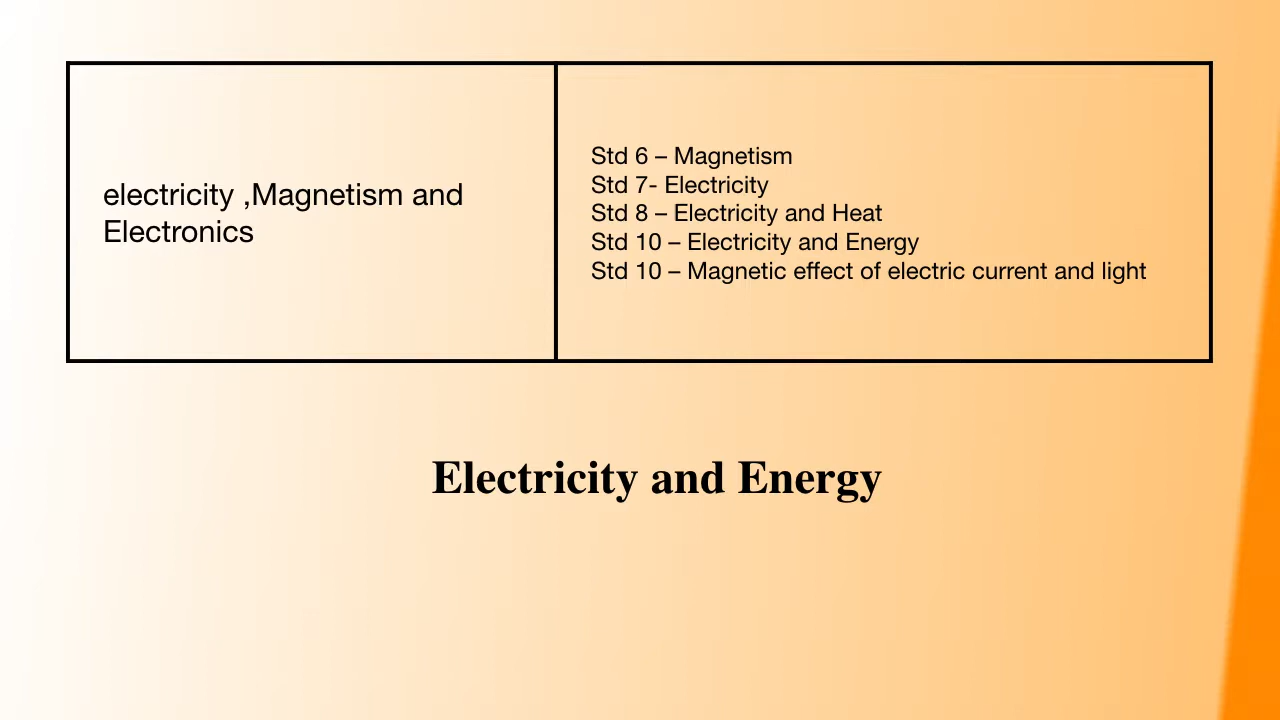 electricity ,Magnetism and
Electronics
Std 6 – Magnetism
Std 7- Electricity
Std 8 – Electricity and Heat
Std 10 – Electricity and Energy
Std 10 – Magnetic effect of electric current and light
Electricity and Energy